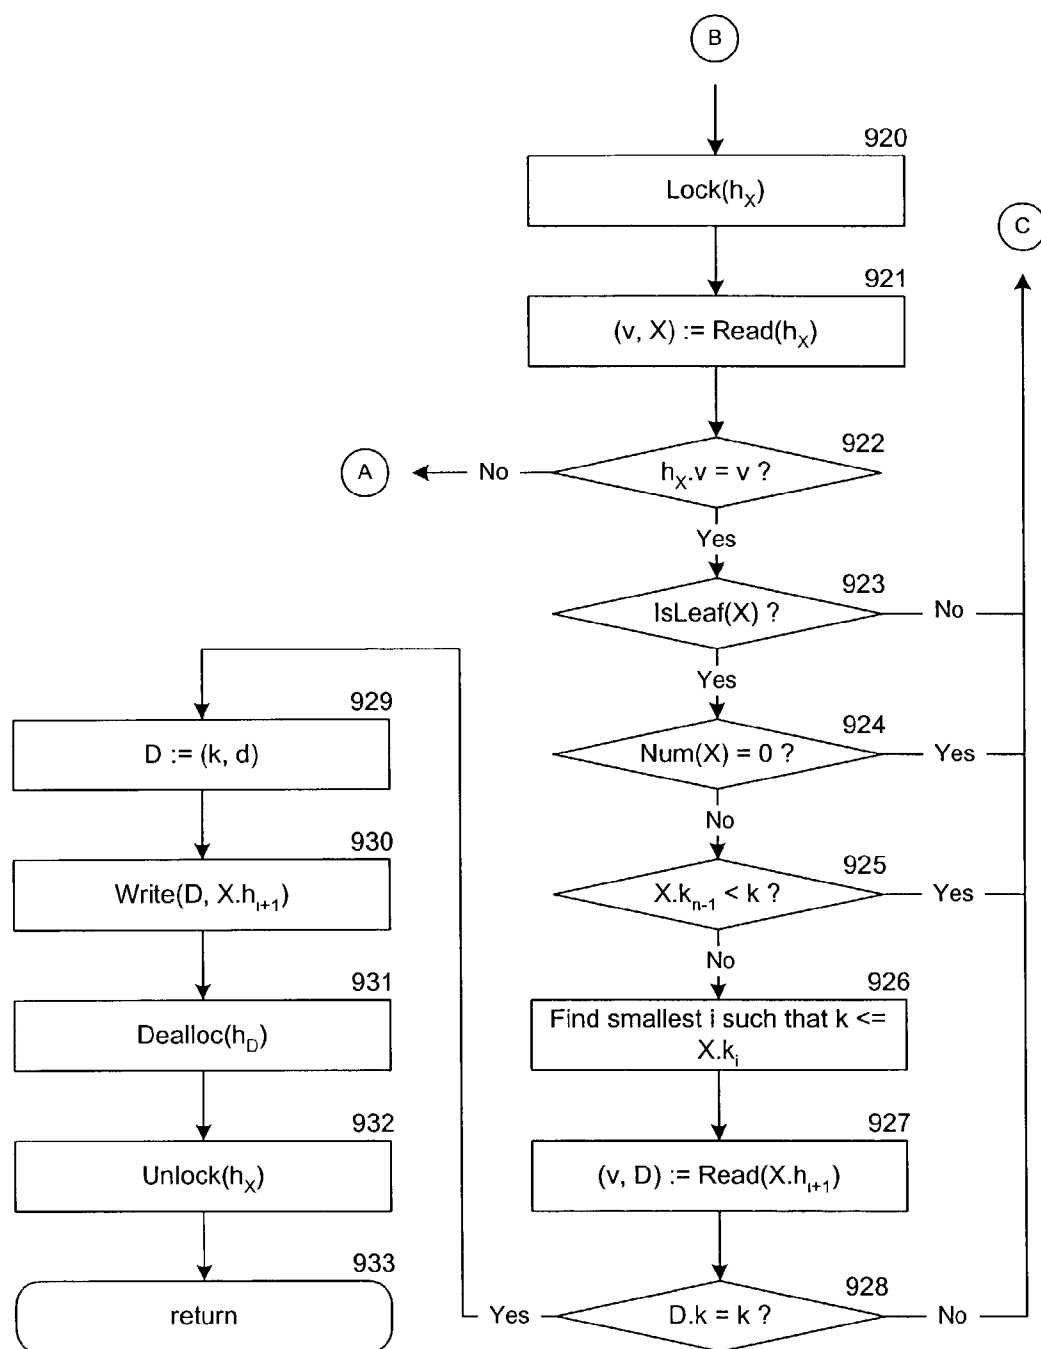 B
920
Lock(hX)
C
921
(v, X) := Read(hX)
922
A
No
hX.v = v ?
Yes
923
IsLeaf(X) ?
No
Yes
929
924
D := (k, d)
Num(X) = 0 ?
Yes
No
930
925
Write(D, X.hi+1)
X.kn-1 < k ?
Yes
No
931
926
Dealloc(hD)
Find smallest i such that k <=
X.ki
932
927
Unlock(hX)
(v, D) := Read(X.hi+1)
933
928
return
Yes
D.k = k ?
No